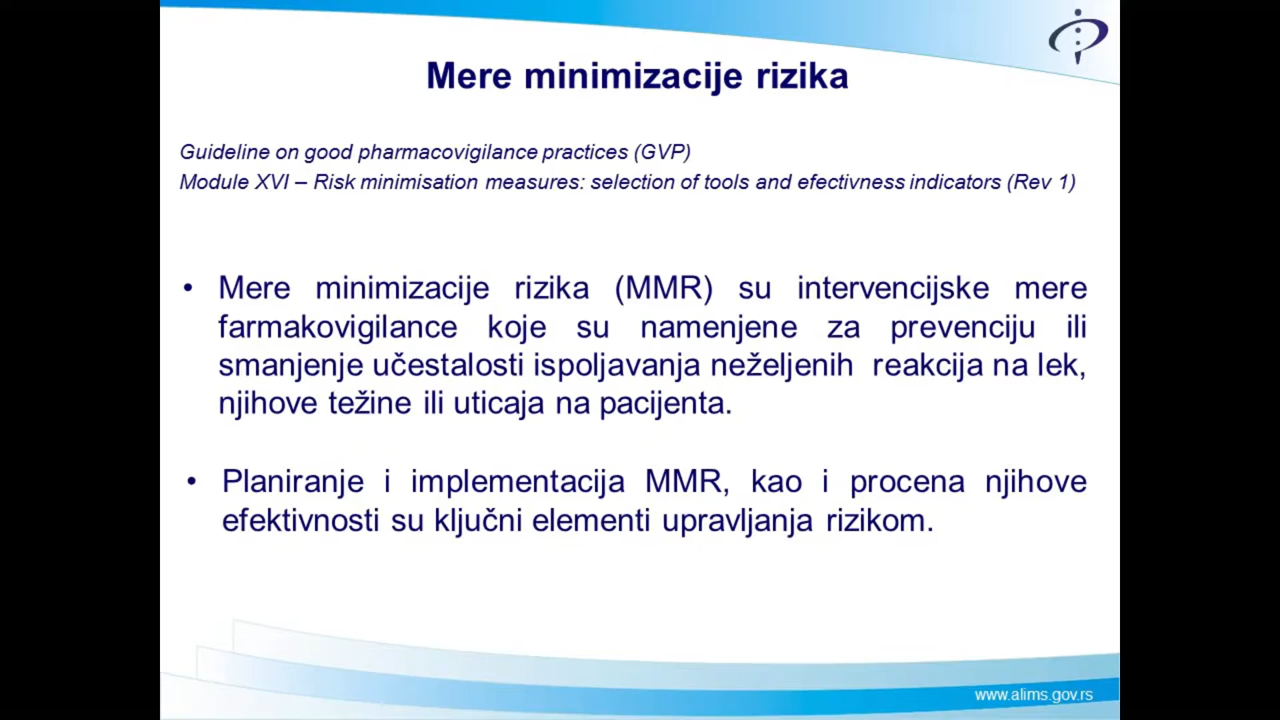 Mere minimizacije rizika
Guideline on good pharmacovigilance practices (GVP)
Module XVI – Risk minimisation measures: selection of tools and efectivness indicators (Rev 1)
• Mere minimizacije rizika (MMR) su intervencijske mere
farmakovigilance koje su namenjene za prevenciju ili
smanjenje učestalosti ispoljavanja neželjenih reakcija na lek,
njihove težine ili uticaja na pacijenta.
• Planiranje i implementacija MMR, kao i procena njihove
efektivnosti su ključni elementi upravljanja rizikom.
www.alims.gov.rs